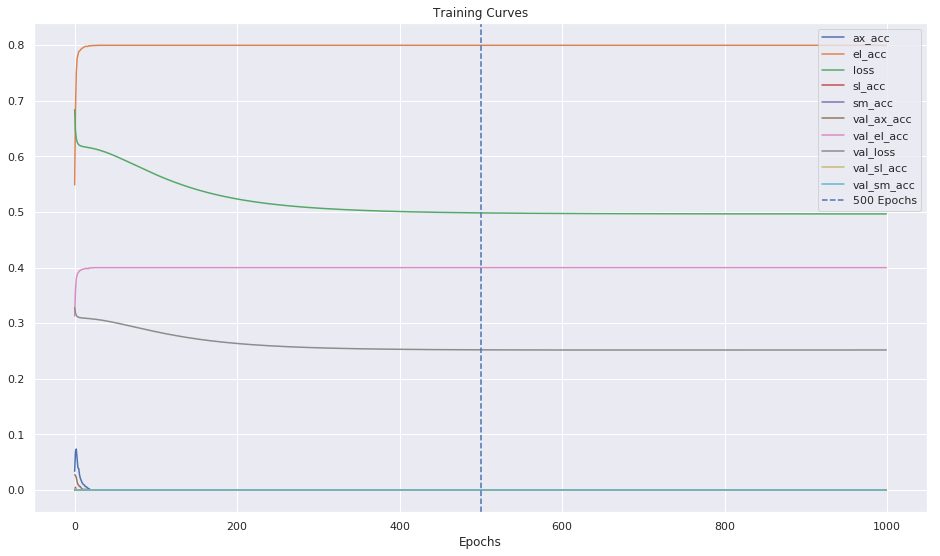 Training Curves
0.8
0.7
0.6
0.5
0.4
0.3
0.2
0.1
0.0
ax_acc
el_acc
loss
sl_acc
sm_acc
val_ax_acc
val_el_acc
val_loss
val_sl_acc
val_sm_acc
500 Epochs
0 200 400 600 800 1000
Epochs